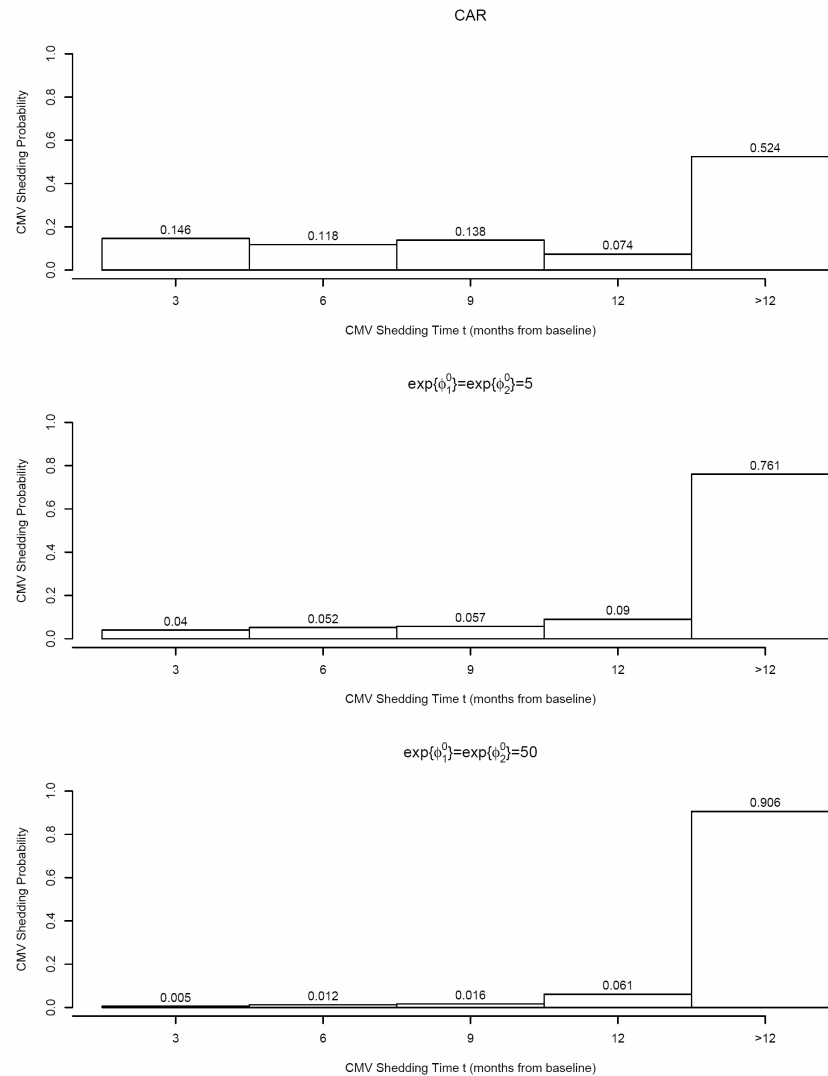 CAR
CMV Shedding Probability
1.0
0.8
0.6
0.4
0.2
0.0
0.146
0.118
0.138
0.074
0.524
3 6 9 12 >12
CMV Shedding Time t (months from baseline)
exp{ϕ₁⁰}=exp{ϕ₂⁰}=5
CMV Shedding Probability
1.0
0.8
0.6
0.4
0.2
0.0
0.04
0.052
0.057
0.09
0.761
3 6 9 12 >12
CMV Shedding Time t (months from baseline)
exp{ϕ₁⁰}=exp{ϕ₂⁰}=50
CMV Shedding Probability
1.0
0.8
0.6
0.4
0.2
0.0
0.005
0.012
0.016
0.061
0.906
3 6 9 12 >12
CMV Shedding Time t (months from baseline)